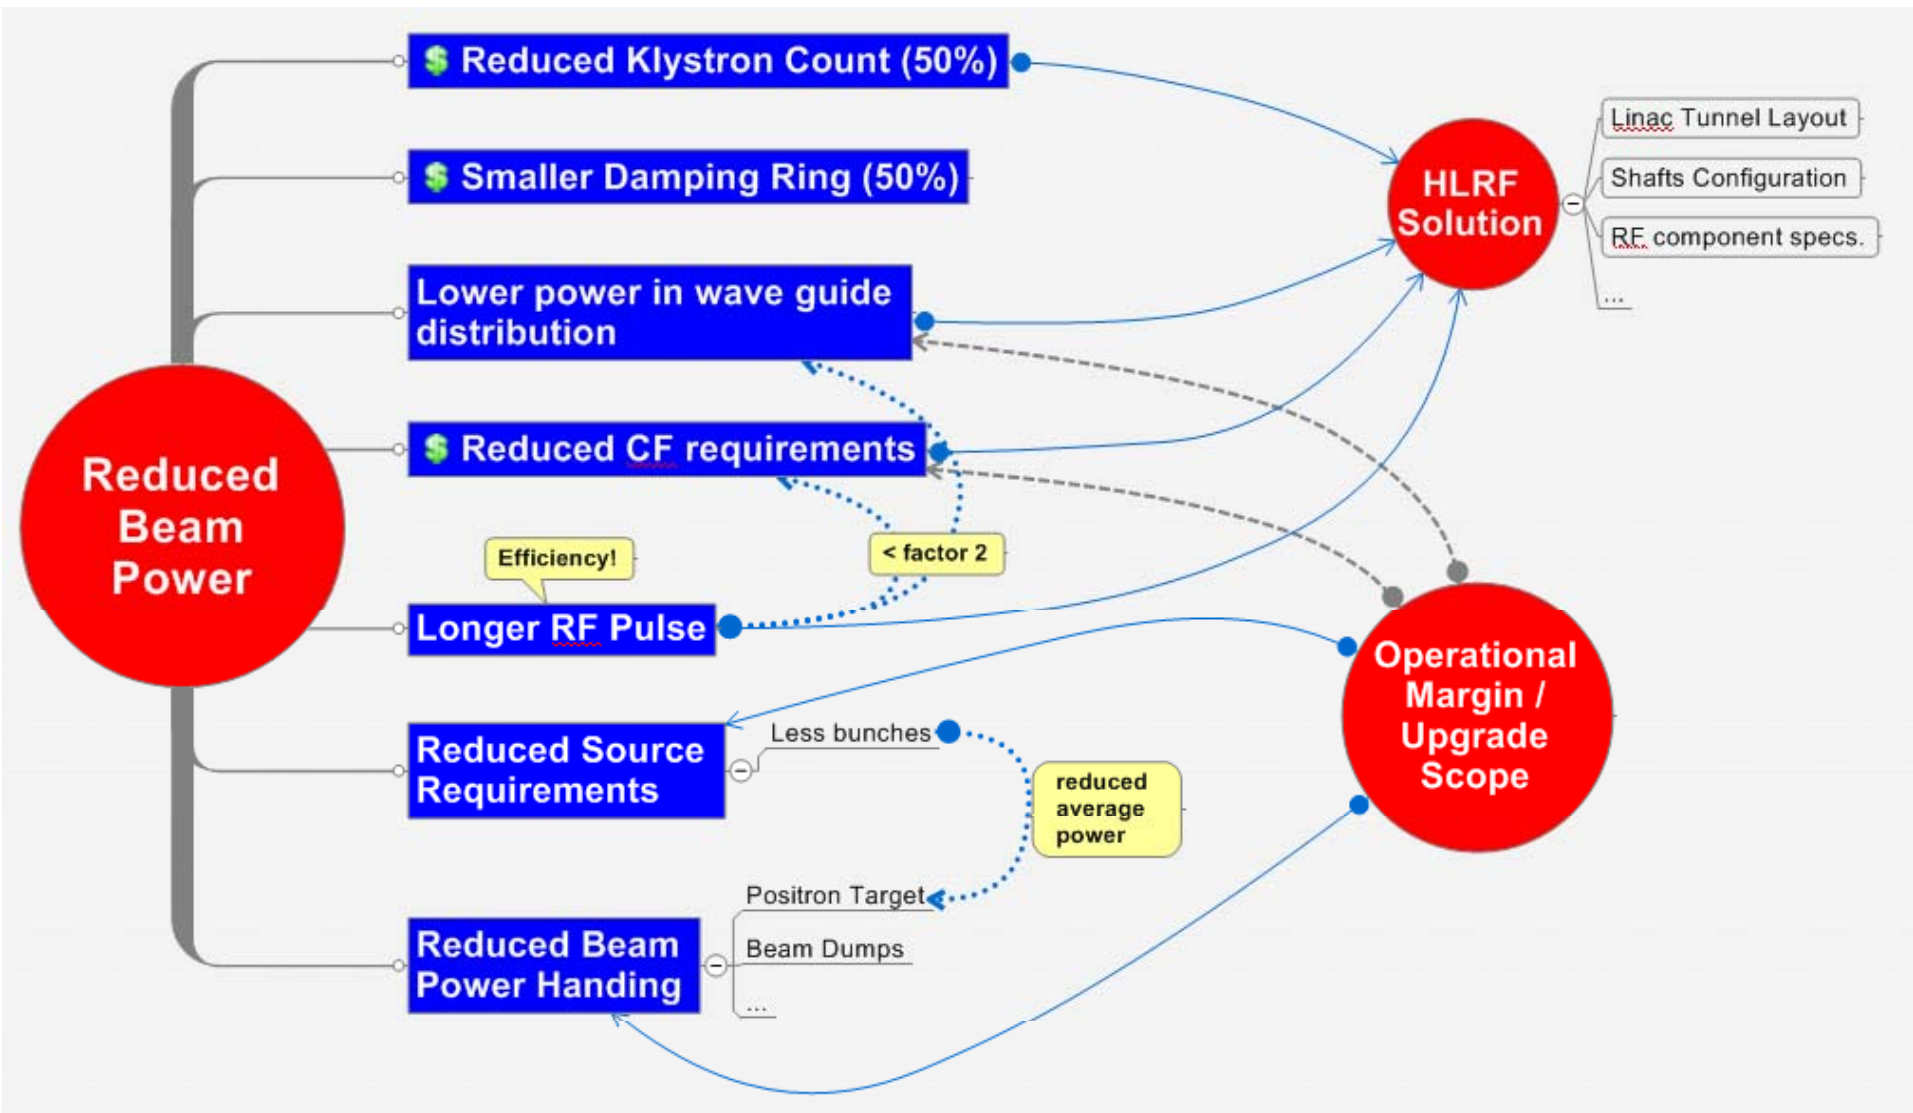 $ Reduced Klystron Count (50%)
$ Smaller Damping Ring (50%)
Lower power in wave guide
distribution
$ Reduced CF requirements
Efficiency!
< factor 2
Longer RF Pulse
Reduced
Beam
Power
Reduced Source
Requirements
Less bunches
reduced
average
power
Reduced Beam
Power Handing
Positron Target
Beam Dumps
...
HLRF
Solution
Linac Tunnel Layout
Shafts Configuration
RF component specs.
...
Operational
Margin /
Upgrade
Scope